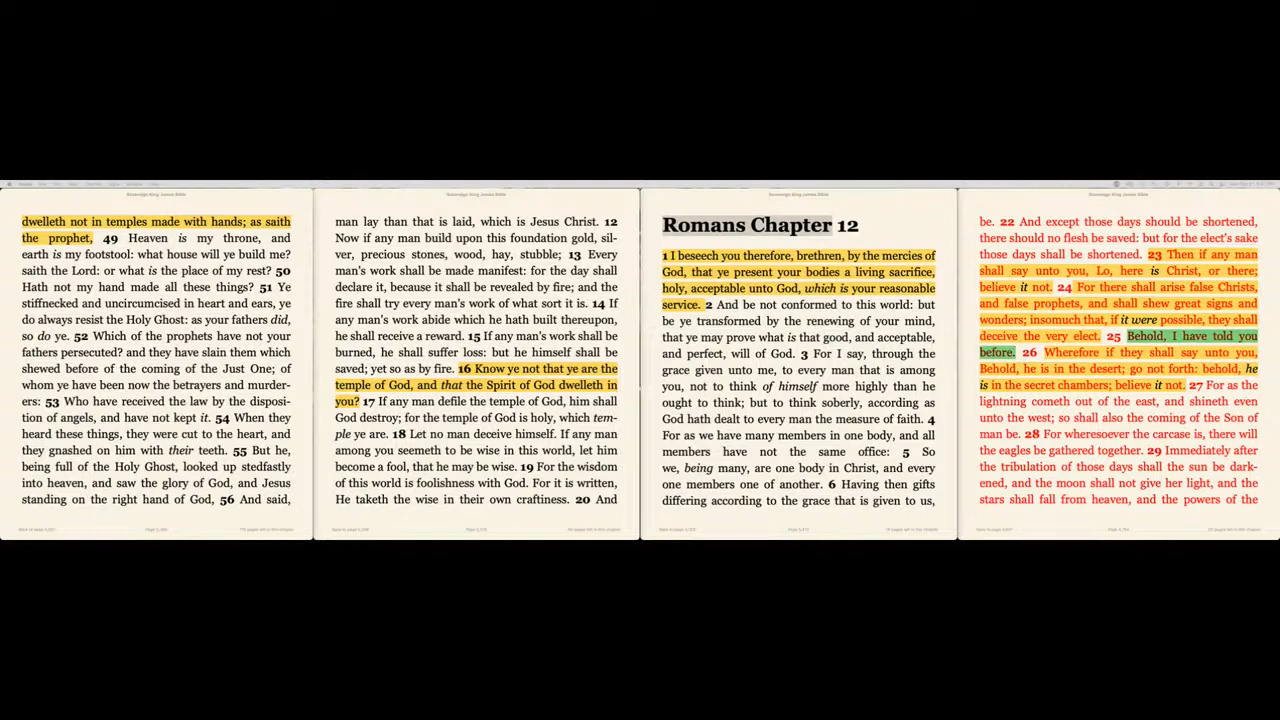 Sovereign King James Bible
dwelleth not in temples made with hands; as saith
the prophet, 49 Heaven is my throne, and
earth is my footstool: what house will ye build me?
saith the Lord: or what is the place of my rest? 50
Hath not my hand made all these things? 51 Ye
stiffnecked and uncircumcised in heart and ears, ye
do always resist the Holy Ghost: as your fathers did,
so do ye. 52 Which of the prophets have not your
fathers persecuted? and they have slain them which
shewed before of the coming of the Just One; of
whom ye have been now the betrayers and murder-
ers: 53 Who have received the law by the disposi-
tion of angels, and have not kept it. 54 When they
heard these things, they were cut to the heart, and
they gnashed on him with their teeth. 55 But he,
being full of the Holy Ghost, looked up stedfastly
into heaven, and saw the glory of God, and Jesus
standing on the right hand of God, 56 And said,
Sovereign King James Bible
man lay than that is laid, which is Jesus Christ. 12
Now if any man build upon this foundation gold, sil-
ver, precious stones, wood, hay, stubble; 13 Every
man's work shall be made manifest: for the day shall
declare it, because it shall be revealed by fire; and the
fire shall try every man's work of what sort it is. 14 If
any man's work abide which he hath built thereupon,
he shall receive a reward. 15 If any man's work shall be
burned, he shall suffer loss: but he himself shall be
saved; yet so as by fire. 16 Know ye not that ye are the
temple of God, and that the Spirit of God dwelleth in
you? 17 If any man defile the temple of God, him shall
God destroy; for the temple of God is holy, which tem-
ple ye are. 18 Let no man deceive himself. If any man
among you seemeth to be wise in this world, let him
become a fool, that he may be wise. 19 For the wisdom
of this world is foolishness with God. For it is written,
He taketh the wise in their own craftiness. 20 And
Sovereign King James Bible
Romans Chapter 12
1 I beseech you therefore, brethren, by the mercies of
God, that ye present your bodies a living sacrifice,
holy, acceptable unto God, which is your reasonable
service. 2 And be not conformed to this world: but
be ye transformed by the renewing of your mind,
that ye may prove what is that good, and acceptable,
and perfect, will of God. 3 For I say, through the
grace given unto me, to every man that is among
you, not to think of himself more highly than he
ought to think; but to think soberly, according as
God hath dealt to every man the measure of faith. 4
For as we have many members in one body, and all
members have not the same office: 5 So
we, being many, are one body in Christ, and every
one members one of another. 6 Having then gifts
differing according to the grace that is given to us,
Sovereign King James Bible
be. 22 And except those days should be shortened,
there should no flesh be saved: but for the elect's sake
those days shall be shortened. 23 Then if any man
shall say unto you, Lo, here is Christ, or there;
believe it not. 24 For there shall arise false Christs,
and false prophets, and shall shew great signs and
wonders; insomuch that, if it were possible, they shall
deceive the very elect. 25 Behold, I have told you
before. 26 Wherefore if they shall say unto you,
Behold, he is in the desert; go not forth: behold, he
is in the secret chambers; believe it not. 27 For as the
lightning cometh out of the east, and shineth even
unto the west; so shall also the coming of the Son of
man be. 28 For wheresoever the carcase is, there will
the eagles be gathered together. 29 Immediately after
the tribulation of those days shall the sun be dark-
ened, and the moon shall not give her light, and the
stars shall fall from heaven, and the powers of the